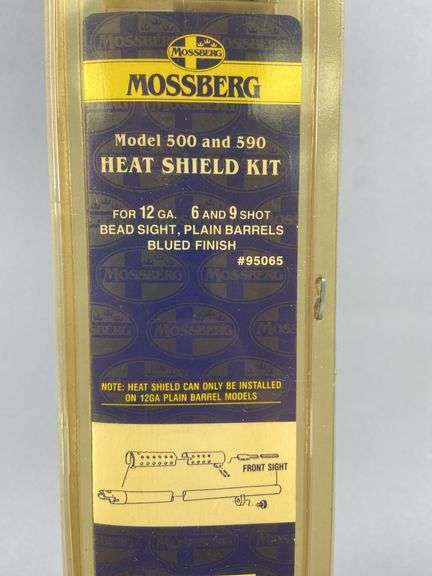 MOSSBERG
MOSSBERG
Model 500 and 590
HEAT SHIELD KIT
FOR 12 GA. 6 AND 9 SHOT
BEAD SIGHT, PLAIN BARRELS
BLUED FINISH
#95065
MOSSBERG
NOTE: HEAT SHIELD CAN ONLY BE INSTALLED
ON 12GA PLAIN BARREL MODELS
FRONT SIGHT